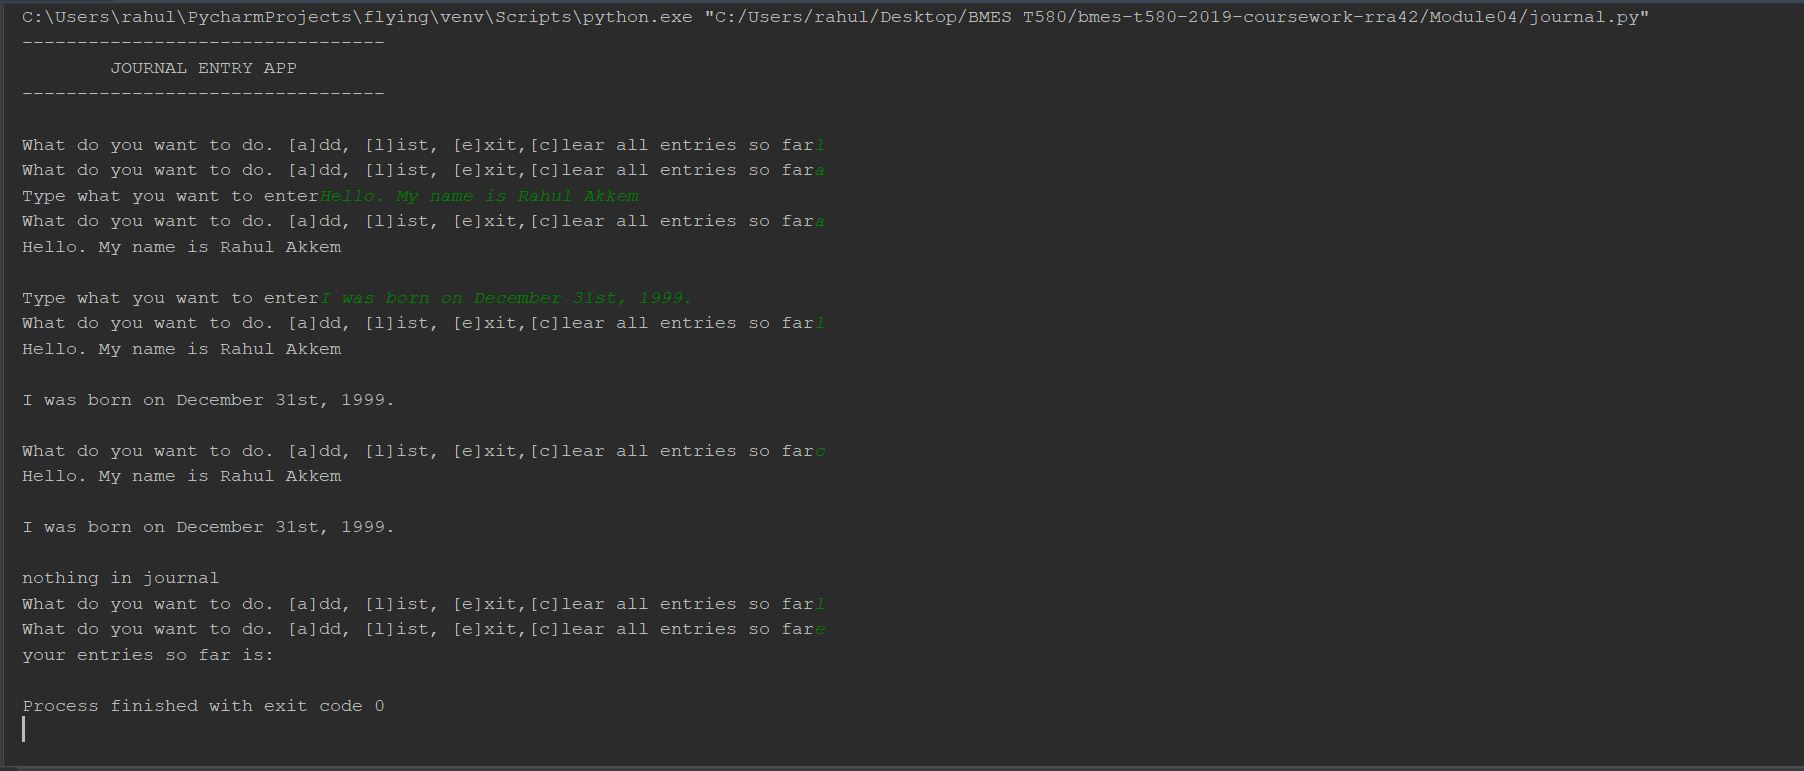 C:\Users\rahul\PycharmProjects\flying\venv\Scripts\python.exe "C:/Users/rahul/Desktop/BMES T580/bmes-t580-2019-coursework-rra42/Module04/journal.py"
---------------------------------
        JOURNAL ENTRY APP
---------------------------------
What do you want to do. [a]dd, [l]ist, [e]xit,[c]lear all entries so farl
What do you want to do. [a]dd, [l]ist, [e]xit,[c]lear all entries so fara
Type what you want to enterHello. My name is Rahul Akkem
What do you want to do. [a]dd, [l]ist, [e]xit,[c]lear all entries so fara
Hello. My name is Rahul Akkem
Type what you want to enterI was born on December 31st, 1999.
What do you want to do. [a]dd, [l]ist, [e]xit,[c]lear all entries so farl
Hello. My name is Rahul Akkem
I was born on December 31st, 1999.
What do you want to do. [a]dd, [l]ist, [e]xit,[c]lear all entries so farc
Hello. My name is Rahul Akkem
I was born on December 31st, 1999.
nothing in journal
What do you want to do. [a]dd, [l]ist, [e]xit,[c]lear all entries so farl
What do you want to do. [a]dd, [l]ist, [e]xit,[c]lear all entries so fare
your entries so far is:
Process finished with exit code 0